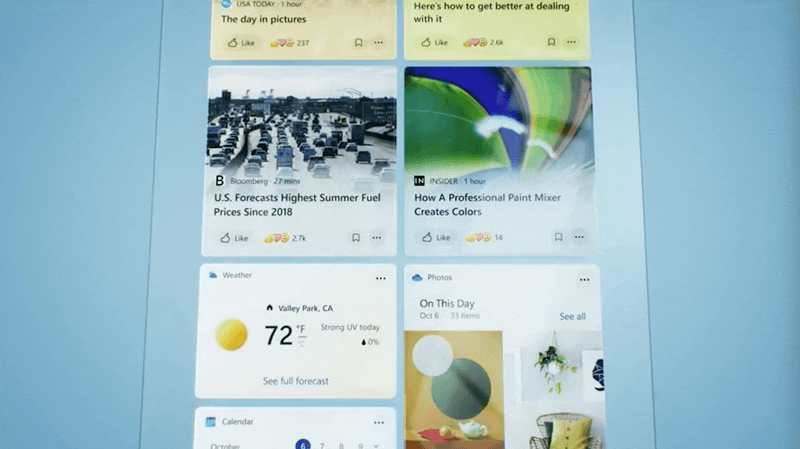 USA TODAY · 1 hour
The day in pictures
Like
237
Here's how to get better at dealing
with it
Like
2.6k
B Bloomberg · 27 mins
U.S. Forecasts Highest Summer Fuel
Prices Since 2018
Like
2.7k
IN INSIDER · 1 hour
How A Professional Paint Mixer
Creates Colors
Like
14
Weather
Valley Park, CA
72 °F
°C
Strong UV today
0%
See full forecast
Photos
On This Day
Oct 6 33 items
See all
Calendar
October
6 7 8 9